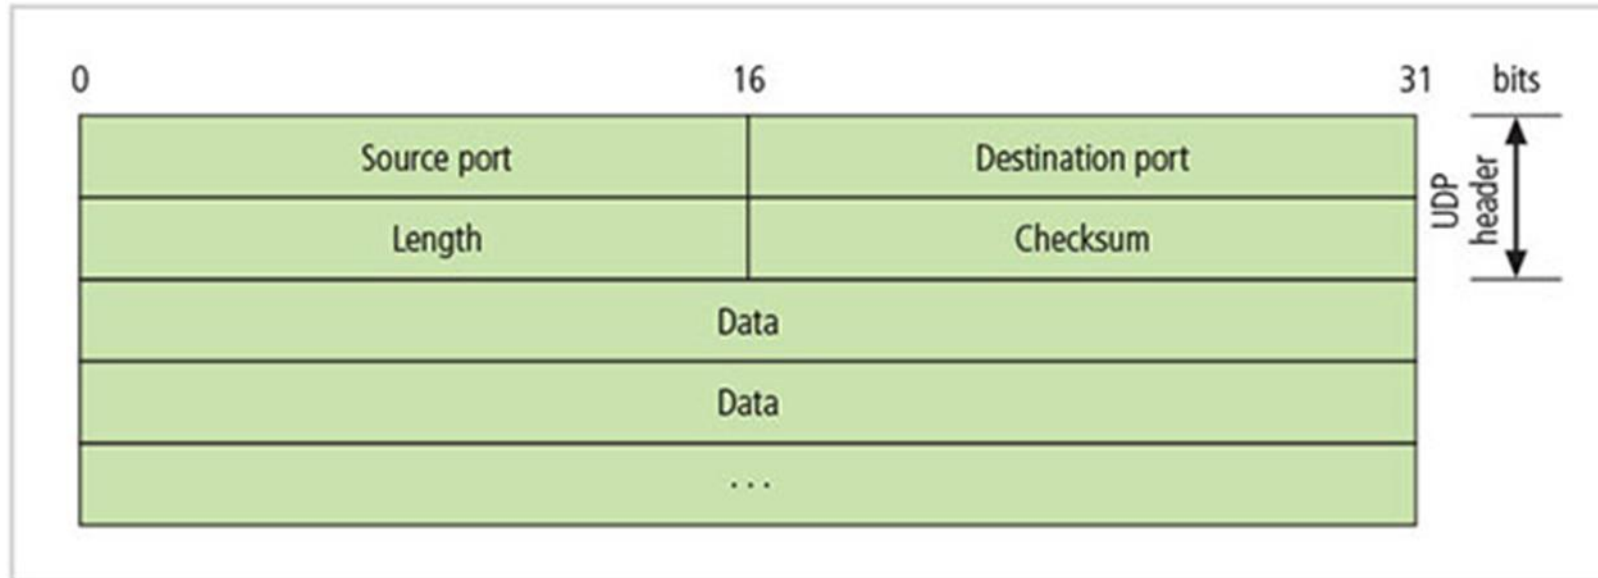 0 16 31 bits
Source port Destination port
Length Checksum
UDP
header
Data
Data
...